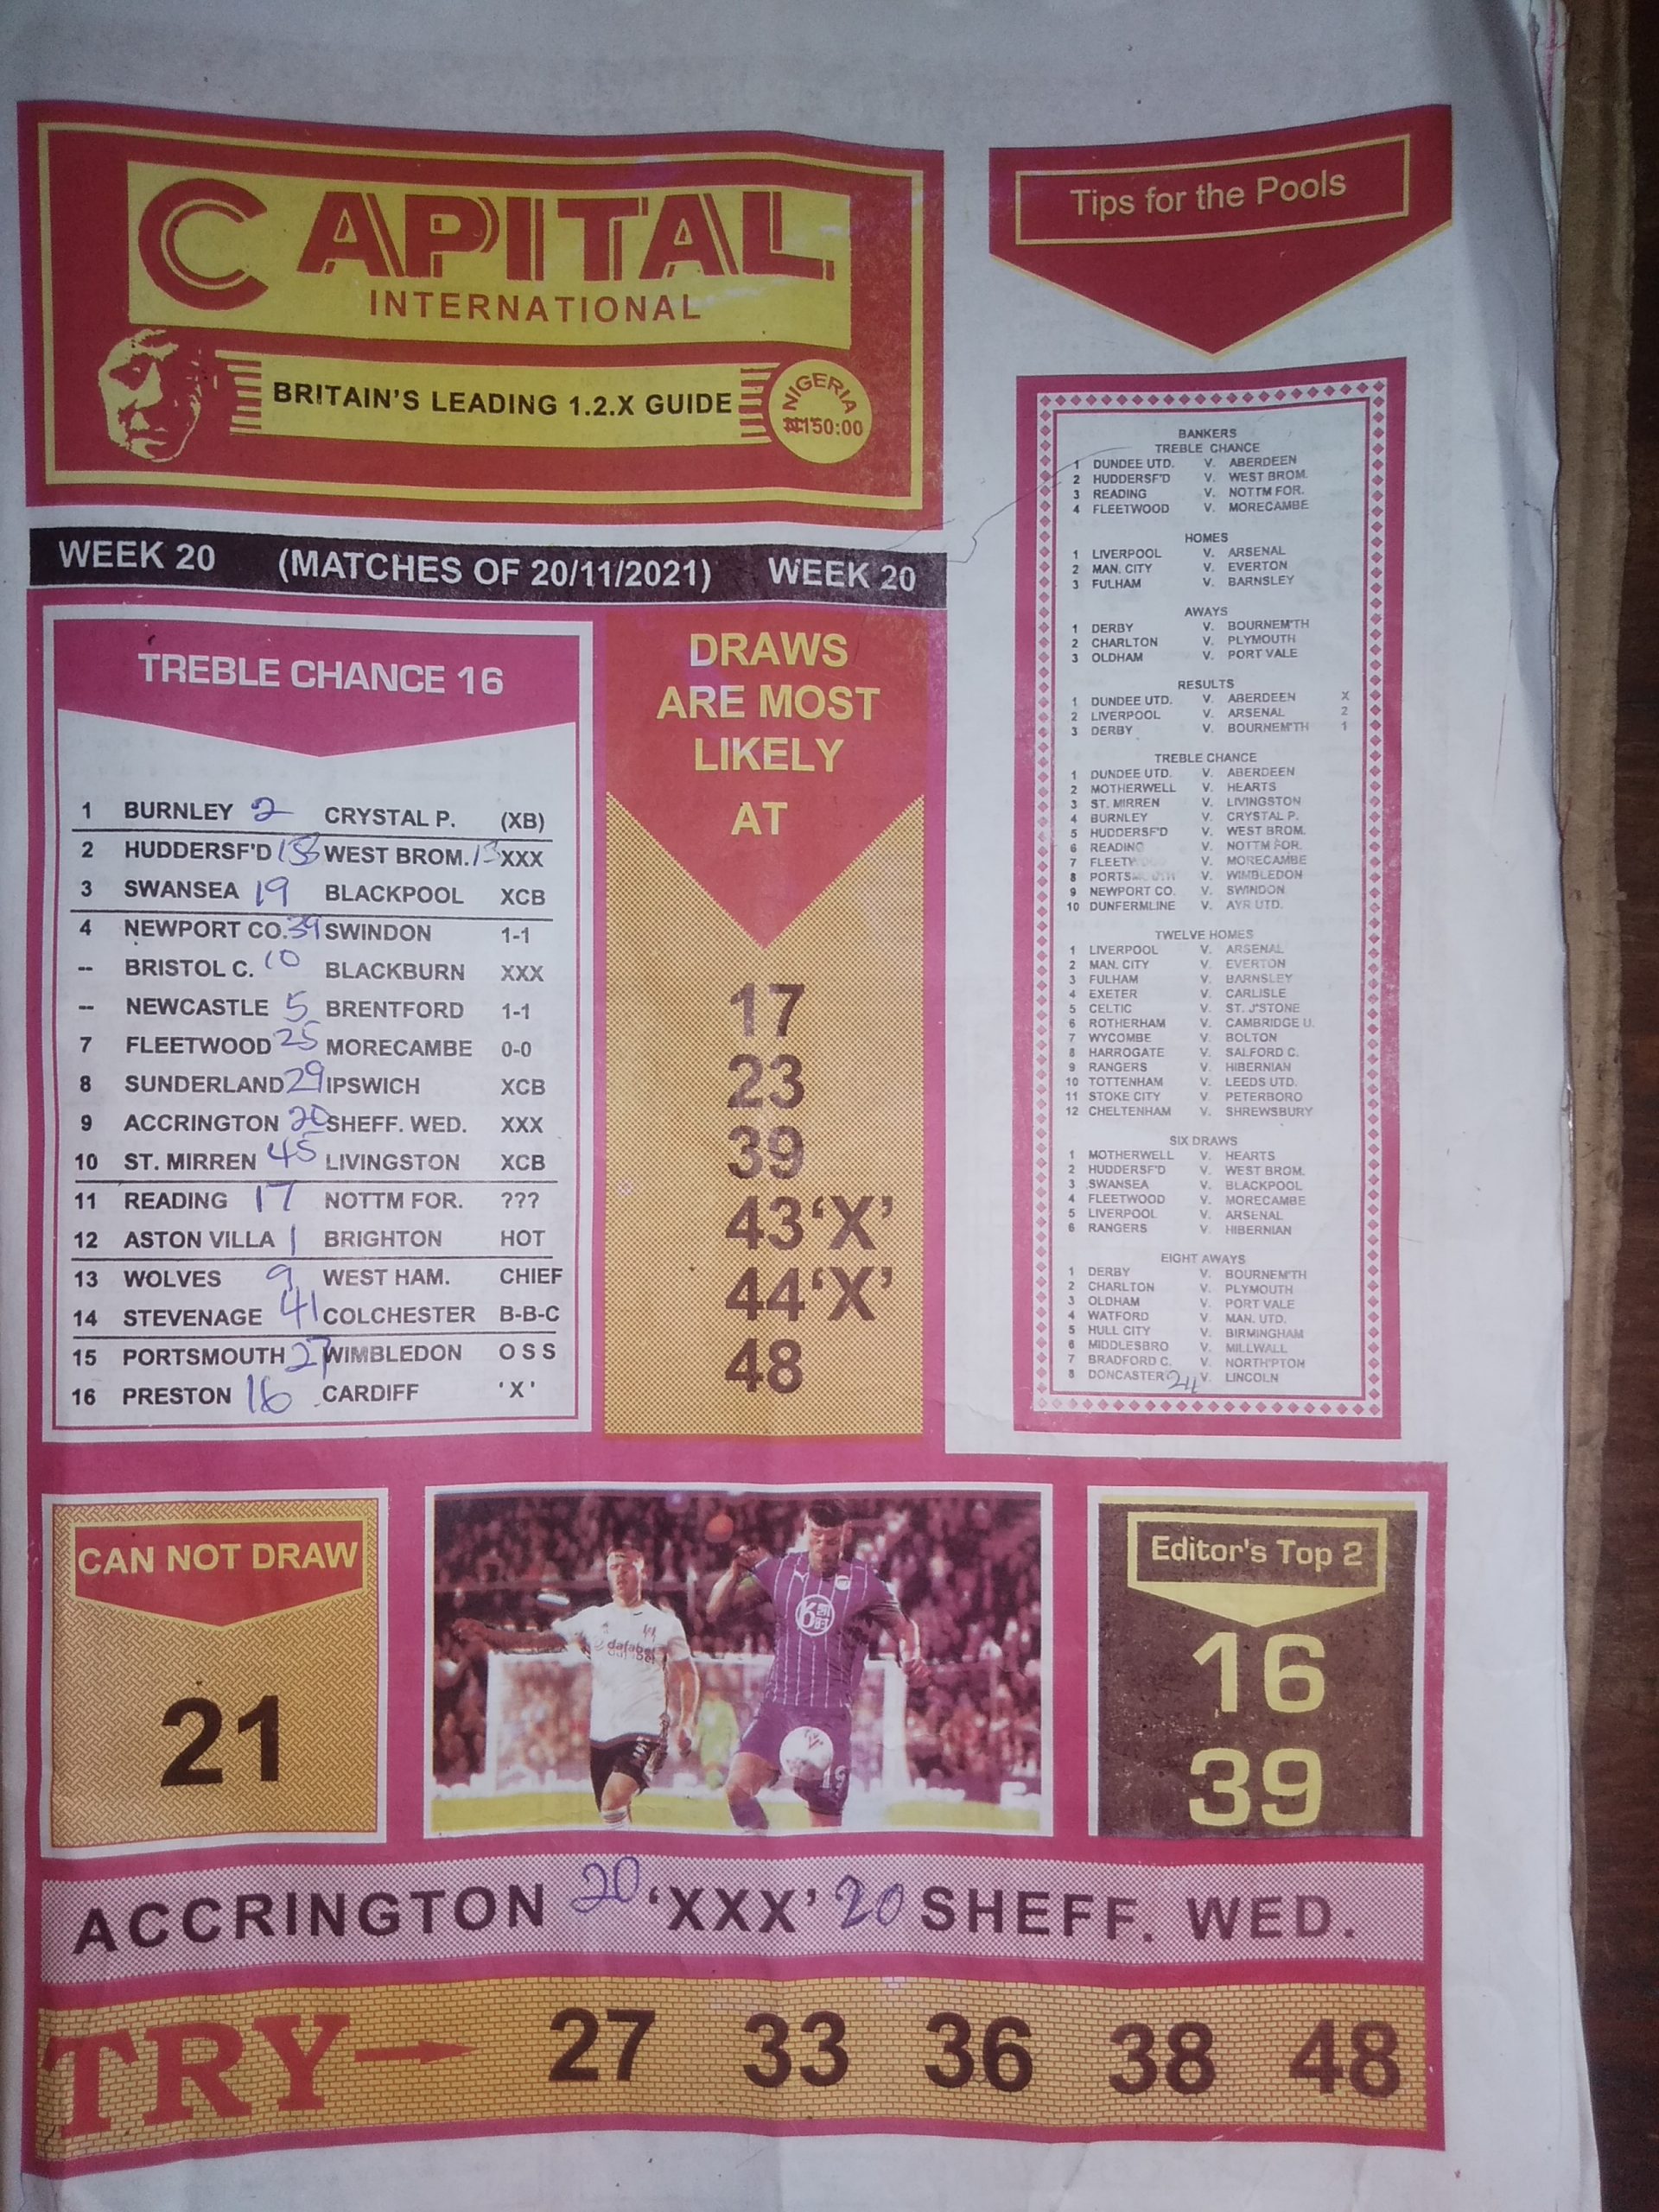 CAPITAL
INTERNATIONAL
BRITAIN'S LEADING 1.2.X GUIDE
NIGERIA
₦150:00
WEEK 20 (MATCHES OF 20/11/2021) WEEK 20
TREBLE CHANCE 16
1 BURNLEY 2 CRYSTAL P. (XB)
2 HUDDERSF'D WEST BROM. XXX
3 SWANSEA 19 BLACKPOOL XCB
4 NEWPORT CO. 39 SWINDON 1-1
-- BRISTOL C. 10 BLACKBURN XXX
-- NEWCASTLE 5 BRENTFORD 1-1
7 FLEETWOOD 25 MORECAMBE 0-0
8 SUNDERLAND 29 IPSWICH XCB
9 ACCRINGTON 20 SHEFF. WED. XXX
10 ST. MIRREN 45 LIVINGSTON XCB
11 READING 17 NOTTM FOR. ???
12 ASTON VILLA 1 BRIGHTON HOT
13 WOLVES 9 WEST HAM. CHIEF
14 STEVENAGE 41 COLCHESTER B-B-C
15 PORTSMOUTH 27 WIMBLEDON O S S
16 PRESTON 16 CARDIFF 'X'
DRAWS
ARE MOST
LIKELY
AT
17
23
39
43'X'
44'X'
48
Tips for the Pools
BANKERS
TREBLE CHANCE
1 DUNDEE UTD. V. ABERDEEN
2 HUDDERSF'D V. WEST BROM.
3 READING V. NOTTM FOR.
4 FLEETWOOD V. MORECAMBE
HOMES
1 LIVERPOOL V. ARSENAL
2 MAN. CITY V. EVERTON
3 FULHAM V. BARNSLEY
AWAYS
1 DERBY V. BOURNEM'TH
2 CHARLTON V. PLYMOUTH
3 OLDHAM V. PORT VALE
RESULTS
1 DUNDEE UTD. V. ABERDEEN X
2 LIVERPOOL V. ARSENAL 2
3 DERBY V. BOURNEM'TH 1
TREBLE CHANCE
1 DUNDEE UTD. V. ABERDEEN
2 MOTHERWELL V. HEARTS
3 ST. MIRREN V. LIVINGSTON
4 BURNLEY V. CRYSTAL P.
5 HUDDERSF'D V. WEST BROM.
6 READING V. NOTTM FOR.
7 FLEETWOOD V. MORECAMBE
8 PORTSMOUTH V. WIMBLEDON
9 NEWPORT CO. V. SWINDON
10 DUNFERMLINE V. AYR UTD.
TWELVE HOMES
1 LIVERPOOL V. ARSENAL
2 MAN. CITY V. EVERTON
3 FULHAM V. BARNSLEY
4 EXETER V. CARLISLE
5 CELTIC V. ST. J'STONE
6 ROTHERHAM V. CAMBRIDGE U.
7 WYCOMBE V. BOLTON
8 HARROGATE V. SALFORD C.
9 RANGERS V. HIBERNIAN
10 TOTTENHAM V. LEEDS UTD.
11 STOKE CITY V PETERBORO
12 CHELTENHAM V. SHREWSBURY
SIX DRAWS
1 MOTHERWELL V. HEARTS
2 HUDDERSF'D V. WEST BROM.
3 SWANSEA V. BLACKPOOL
4 FLEETWOOD V. MORECAMBE
5 LIVERPOOL V. ARSENAL
6 RANGERS V. HIBERNIAN
EIGHT AWAYS
1 DERBY V. BOURNEM'TH
2 CHARLTON V. PLYMOUTH
3 OLDHAM V. PORT VALE
4 WATFORD V. MAN. UTD.
5 HULL CITY V. BIRMINGHAM
6 MIDDLESBRO V. MILLWALL
7 BRADFORD C. V. NORTH'PTON
8 DONCASTER 24 V. LINCOLN
CAN NOT DRAW
21
dafabet
19
Editor's Top 2
16
39
ACCRINGTON 20 'XXX' 20 SHEFF. WED.
TRY 27 33 36 38 48